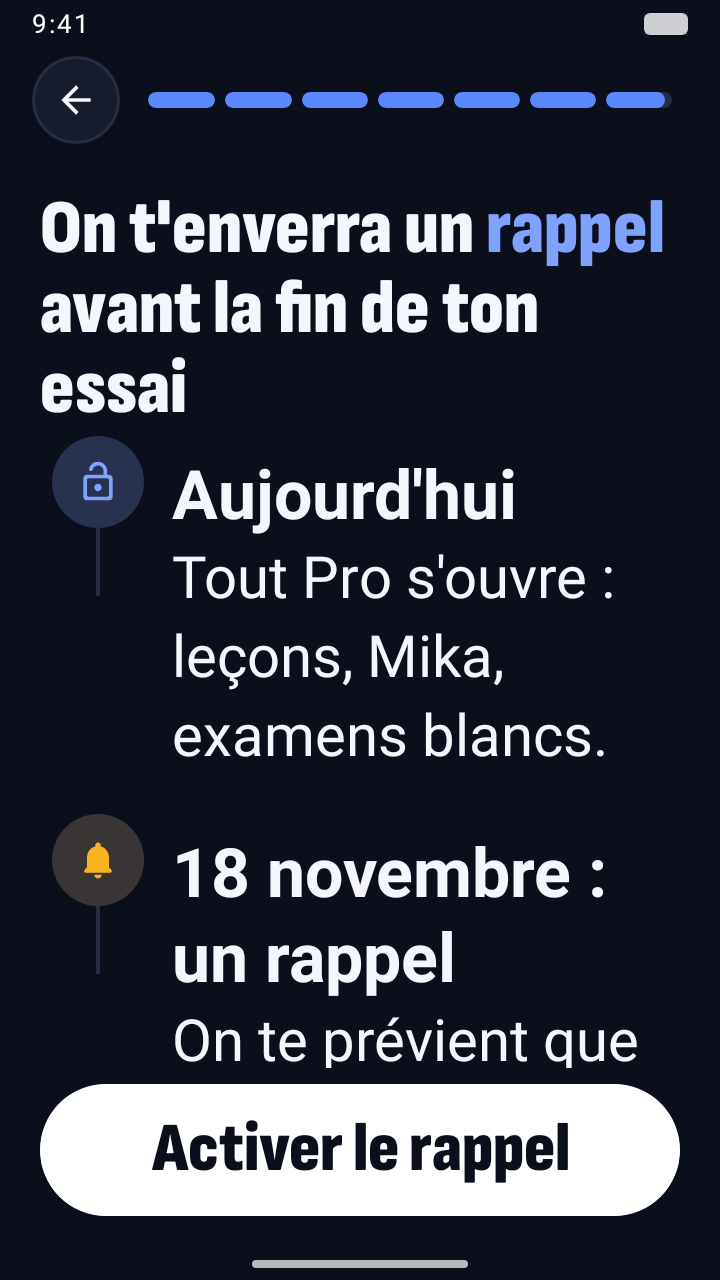 9:41
On t'enverra un rappel
avant la fin de ton
essai
Aujourd'hui
Tout Pro s'ouvre :
leçons, Mika,
examens blancs.
18 novembre :
un rappel
On te prévient que
Activer le rappel